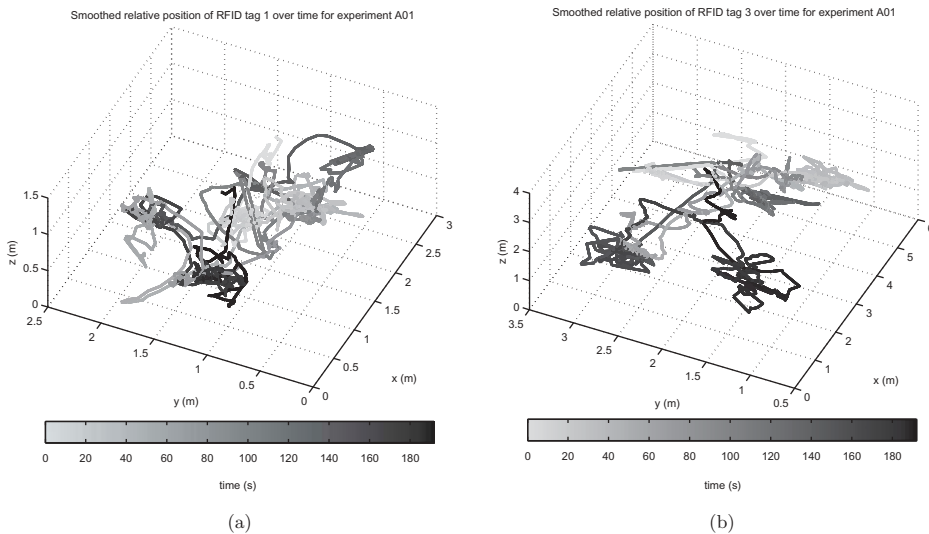 Smoothed relative position of RFID tag 1 over time for experiment A01
1.5
1
0.5
0
z (m)
2.5
2
1.5
1
0.5
0
y (m)
0
0.5
1
1.5
2
2.5
3
x (m)
0 20 40 60 80 100 120 140 160 180
time (s)
(a)
Smoothed relative position of RFID tag 3 over time for experiment A01
4
3
2
1
0
z (m)
3.5
3
2.5
2
1.5
1
0.5
y (m)
0
1
2
3
4
5
x (m)
0 20 40 60 80 100 120 140 160 180
time (s)
(b)